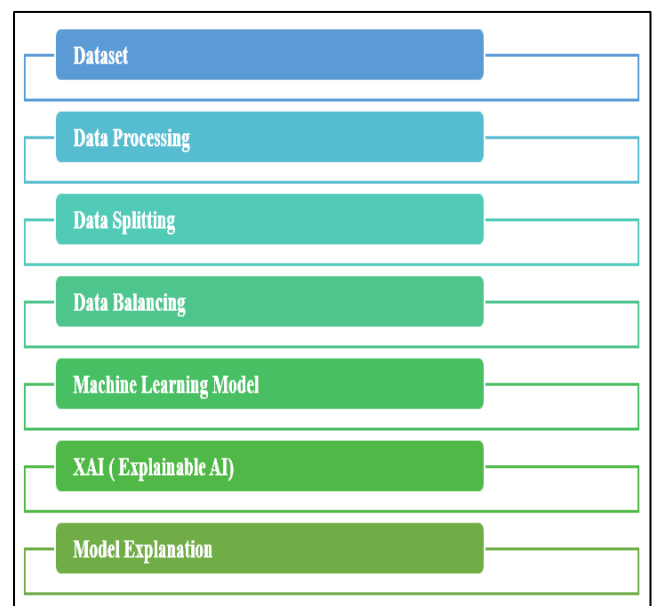 Dataset
Data Processing
Data Splitting
Data Balancing
Machine Learning Model
XAI ( Explainable AI)
Model Explanation